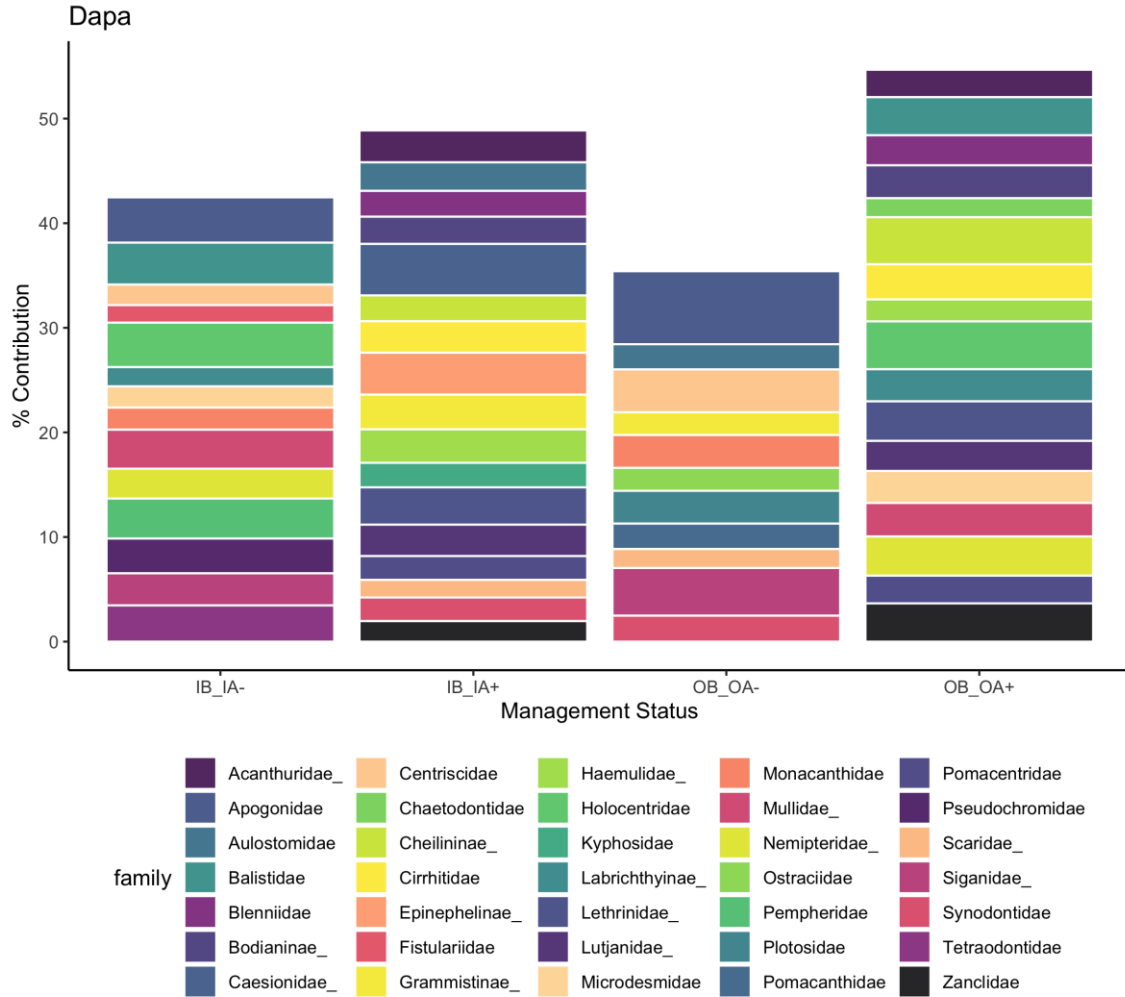 Dapa
% Contribution
50
40
30
20
10
0
IB_IA-
IB_IA+
OB_OA-
OB_OA+
Management Status
family
Acanthuridae_
Apogonidae
Aulostomidae
Balistidae
Blenniidae
Bodianinae_
Caesionidae_
Centriscidae
Chaetodontidae
Cheilininae_
Cirrhitidae
Epinephelinae_
Fistulariidae
Grammistinae_
Haemulidae_
Holocentridae
Kyphosidae
Labrichthyinae_
Lethrinidae_
Lutjanidae_
Microdesmidae
Monacanthidae
Mullidae_
Nemipteridae_
Ostraciidae
Pempheridae
Plotosidae
Pomacanthidae
Pomacentridae
Pseudochromidae
Scaridae_
Siganidae_
Synodontidae
Tetraodontidae
Zanclidae